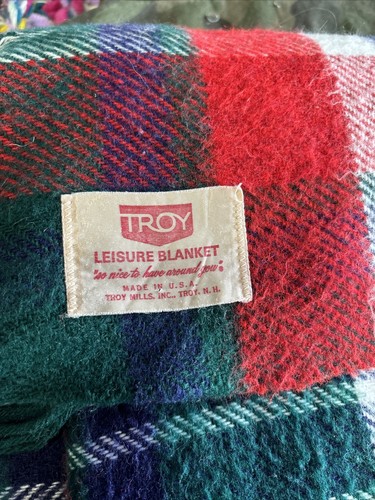 TROY
LEISURE BLANKET
"so nice to have around you"
MADE IN U.S.A.
TROY MILLS, INC., TROY, N.H.